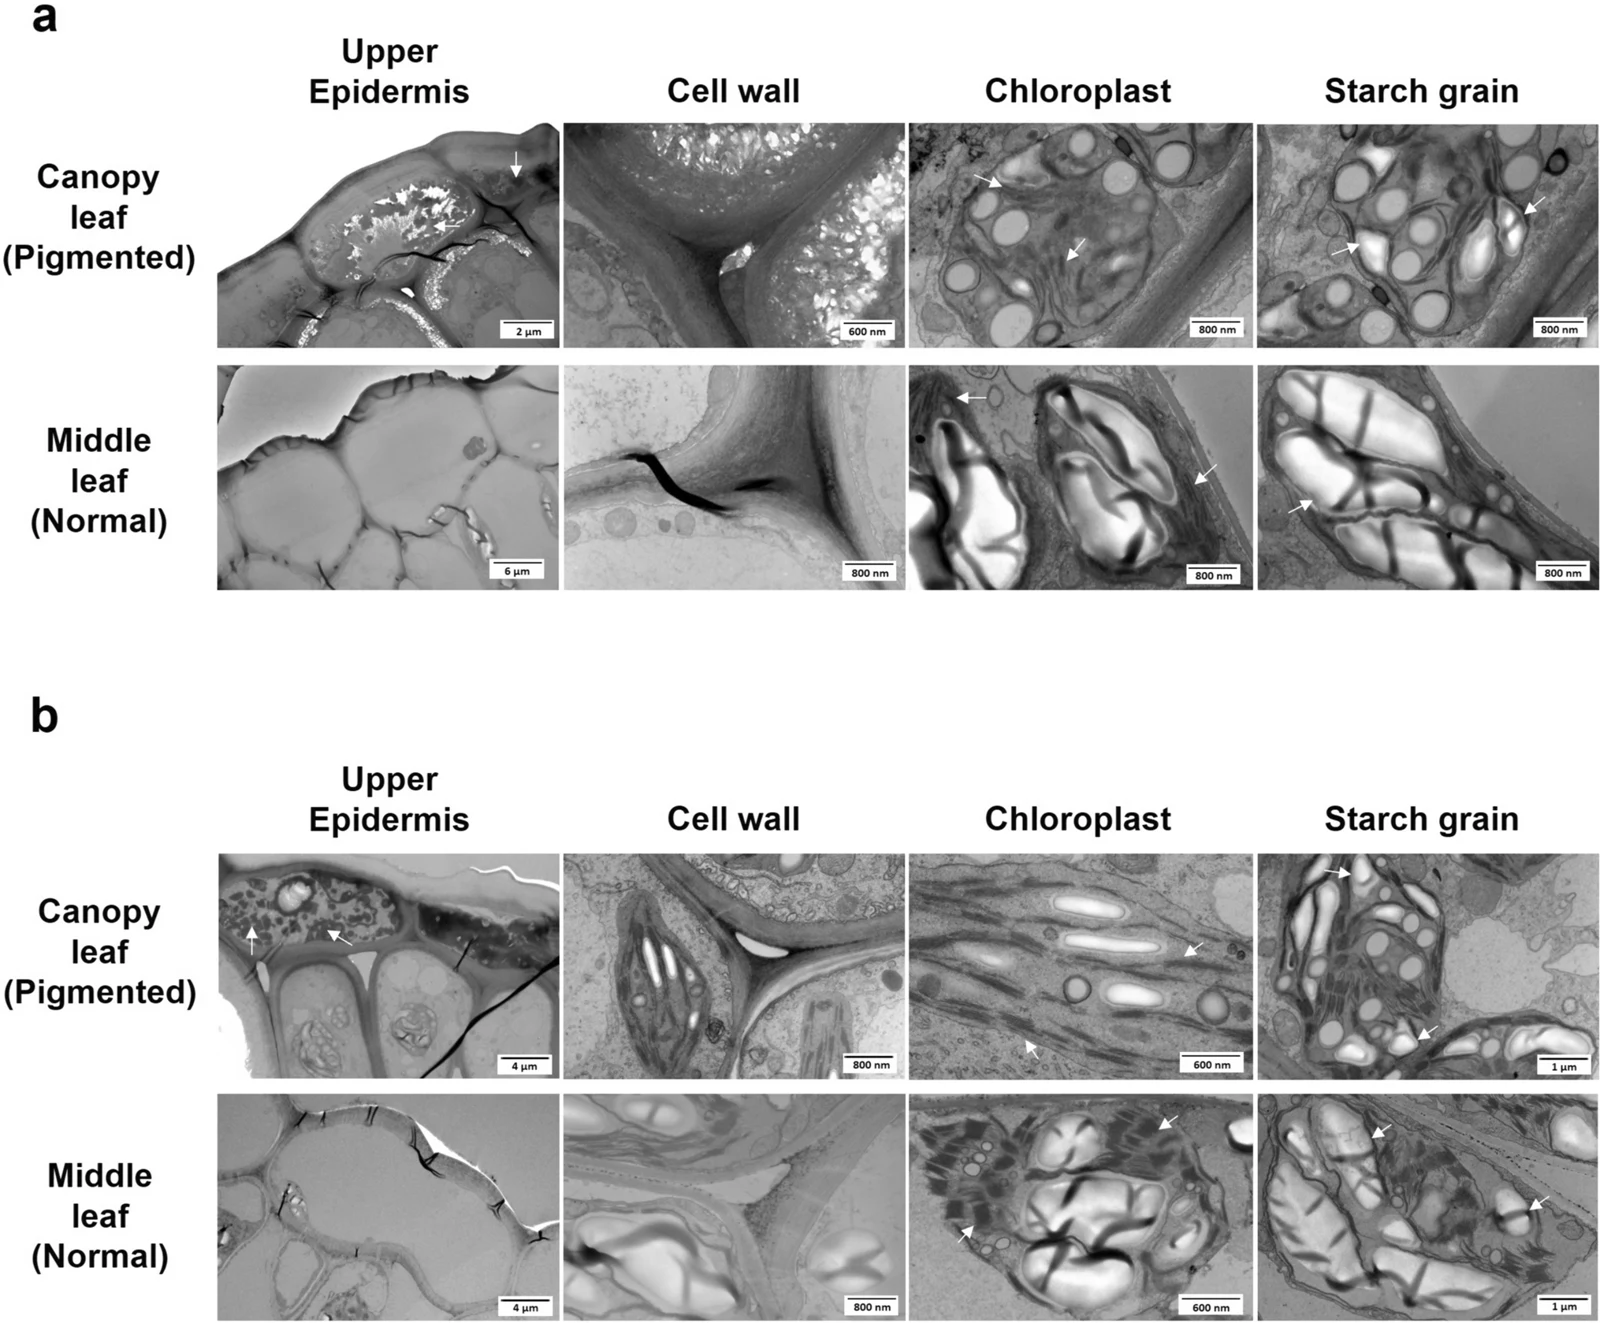 a
Upper
Epidermis
Cell wall
Chloroplast
Starch grain
Canopy
leaf
(Pigmented)
2 µm
600 nm
800 nm
800 nm
Middle
leaf
(Normal)
6 µm
800 nm
800 nm
800 nm
b
Upper
Epidermis
Cell wall
Chloroplast
Starch grain
Canopy
leaf
(Pigmented)
4 µm
800 nm
600 nm
1 µm
Middle
leaf
(Normal)
4 µm
800 nm
600 nm
1 µm